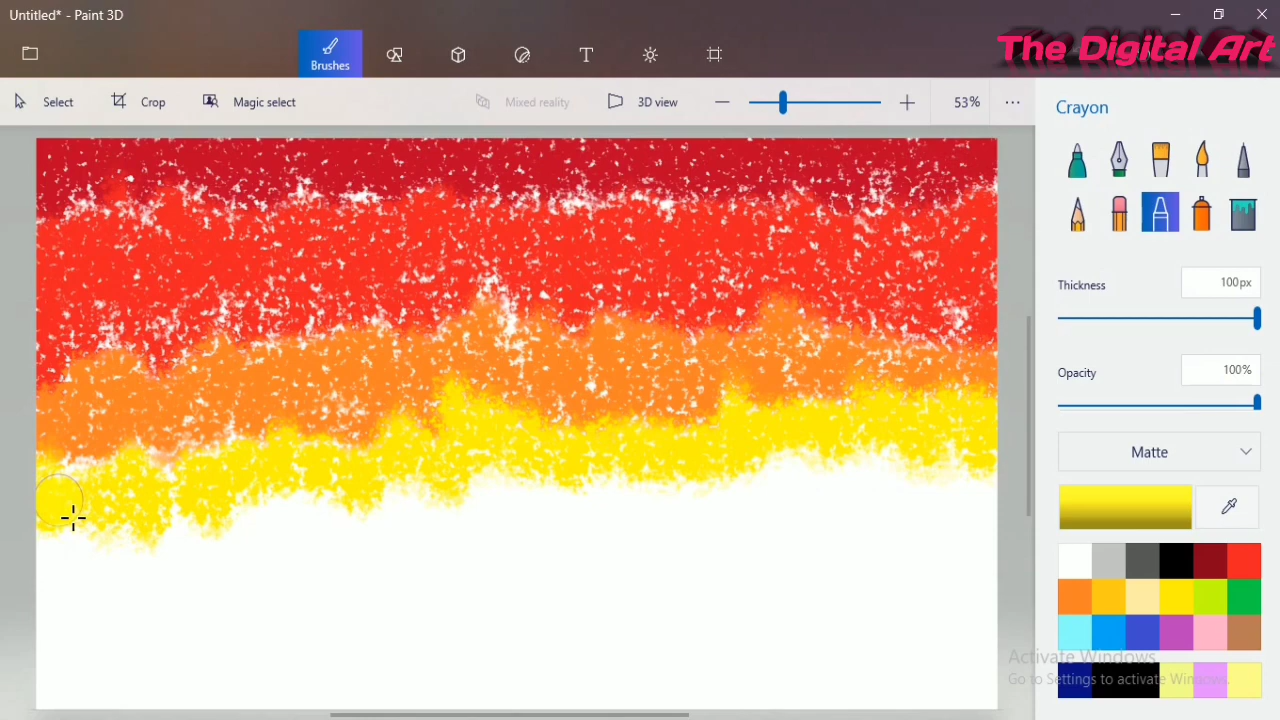 Untitled* - Paint 3D
The Digital Art
Brushes
T
Select Crop Magic select Mixed reality 3D view 53%
Crayon
Thickness 100px
Opacity 100%
Matte
Activate Windows
Go to Settings to activate Windows.